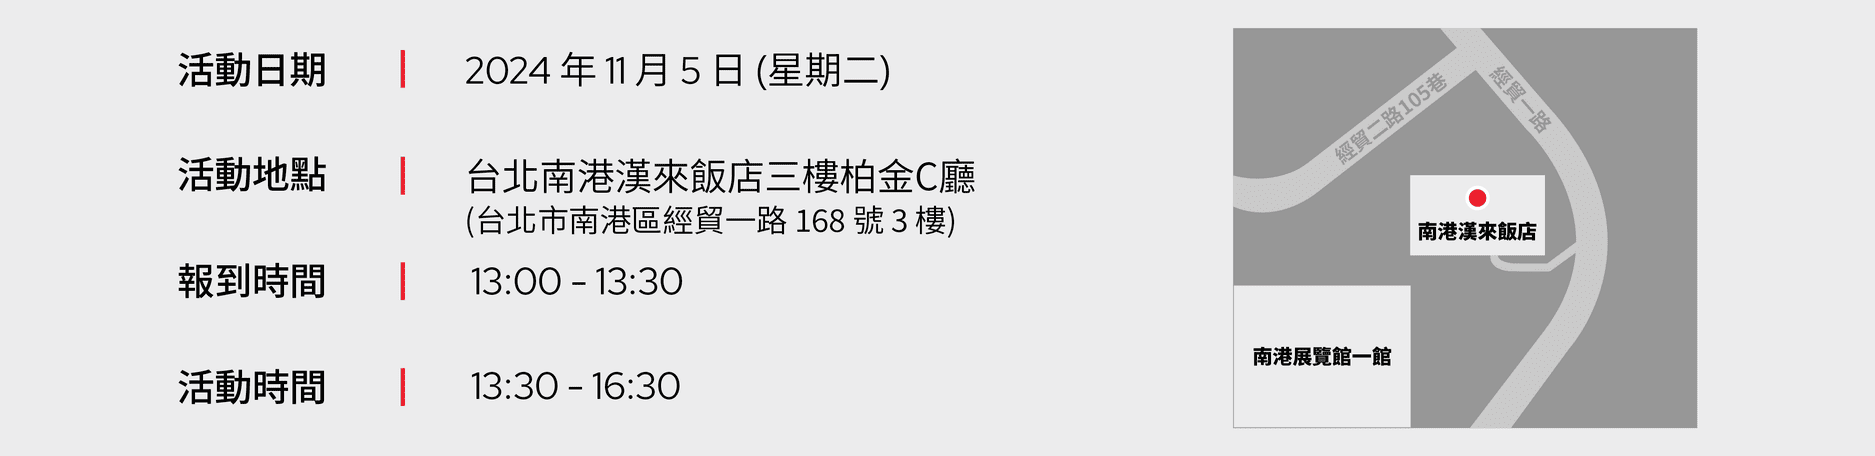 活動日期 2024 年 11 月 5 日 (星期二)
活動地點 台北南港漢來飯店三樓柏金C廳
(台北市南港區經貿一路 168 號 3 樓)
報到時間 13:00 - 13:30
活動時間 13:30 - 16:30
經貿二路105巷
經貿一路
南港漢來飯店
南港展覽館一館